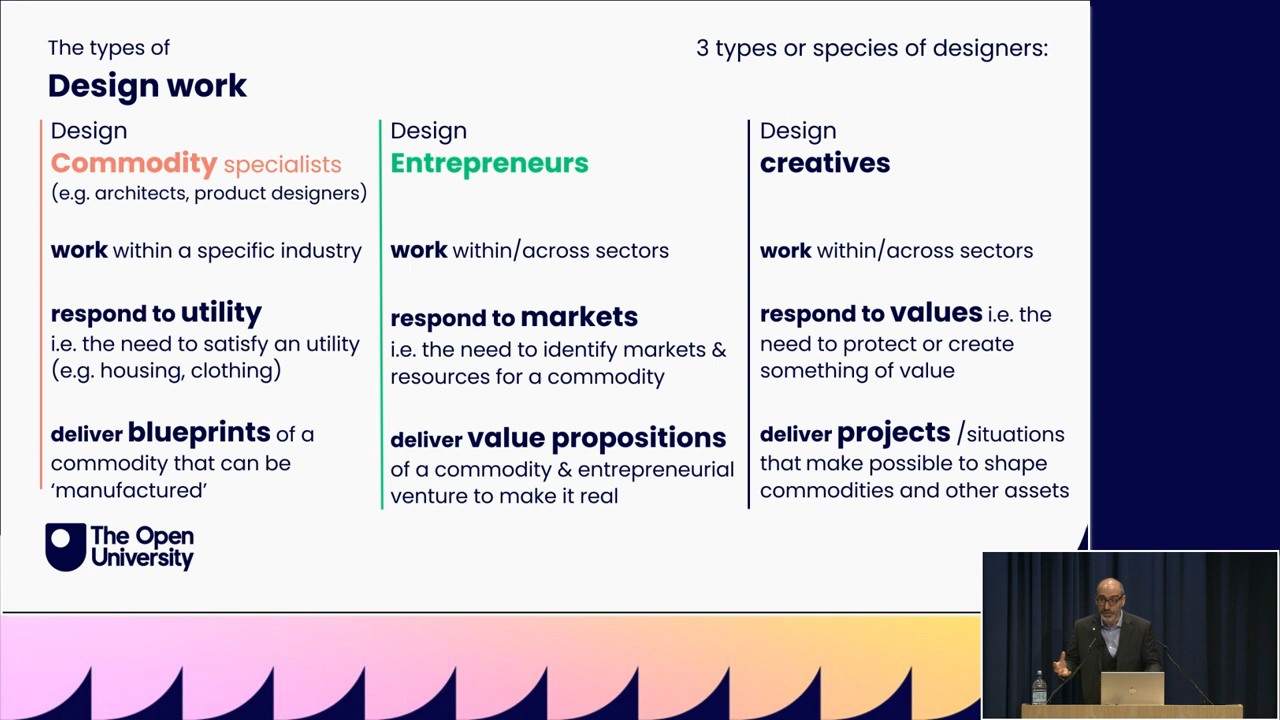 The types of
Design work
3 types or species of designers:
Design
Commodity specialists
(e.g. architects, product designers)
work within a specific industry
respond to utility
i.e. the need to satisfy an utility
(e.g. housing, clothing)
deliver blueprints of a
commodity that can be
‘manufactured’
Design
Entrepreneurs
work within/across sectors
respond to markets
i.e. the need to identify markets &
resources for a commodity
deliver value propositions
of a commodity & entrepreneurial
venture to make it real
Design
creatives
work within/across sectors
respond to values i.e. the
need to protect or create
something of value
deliver projects /situations
that make possible to shape
commodities and other assets
The Open
University